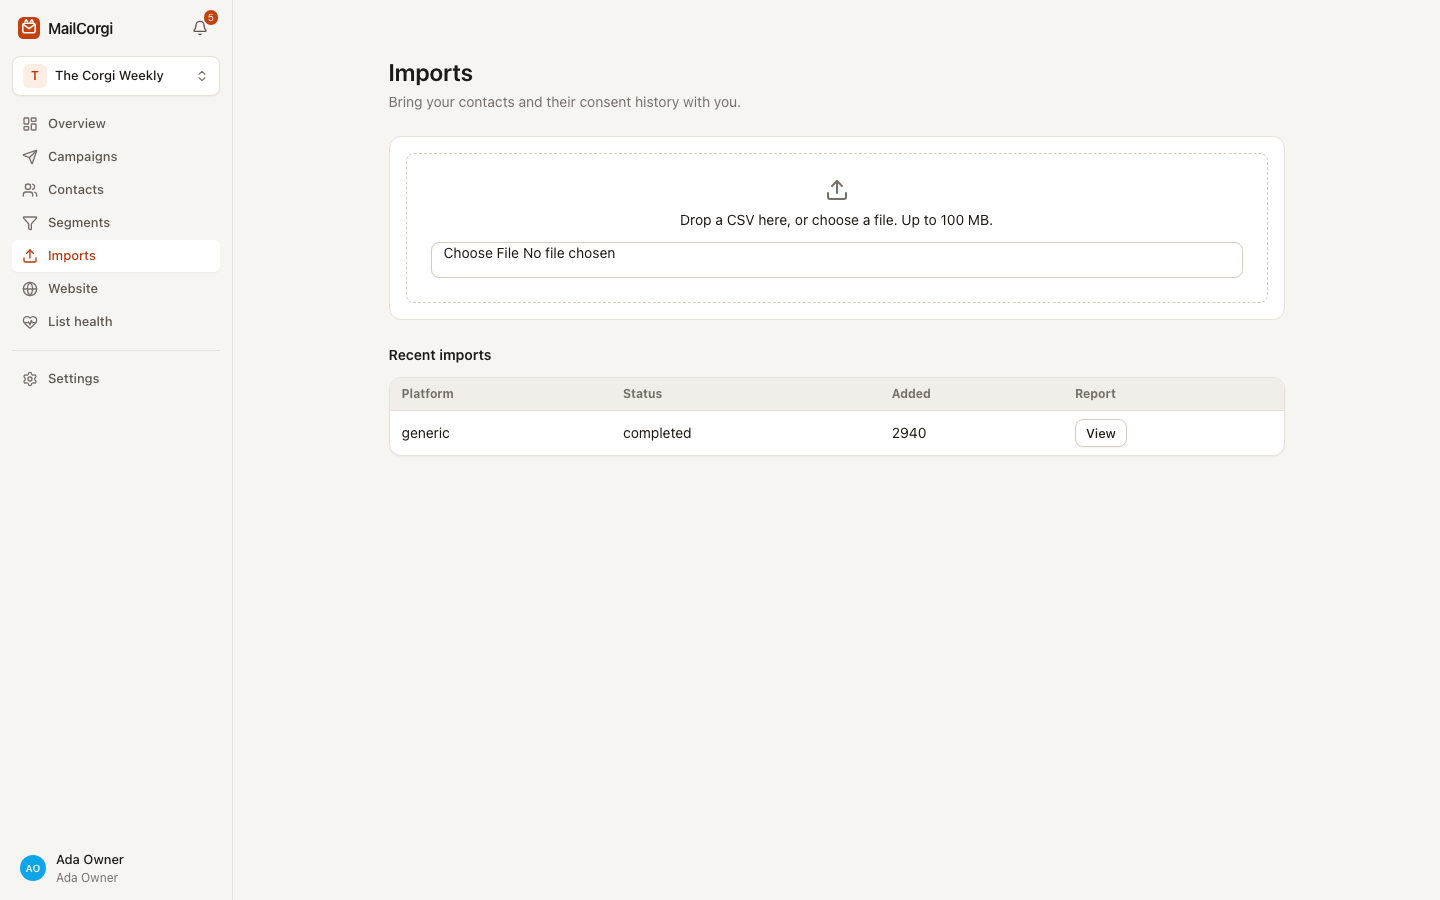 MailCorgi
5
T The Corgi Weekly
Overview
Campaigns
Contacts
Segments
Imports
Website
List health
Settings
AO
Ada Owner
Ada Owner
Imports
Bring your contacts and their consent history with you.
Drop a CSV here, or choose a file. Up to 100 MB.
Choose File No file chosen
Recent imports
Platform Status Added Report
generic completed 2940 View